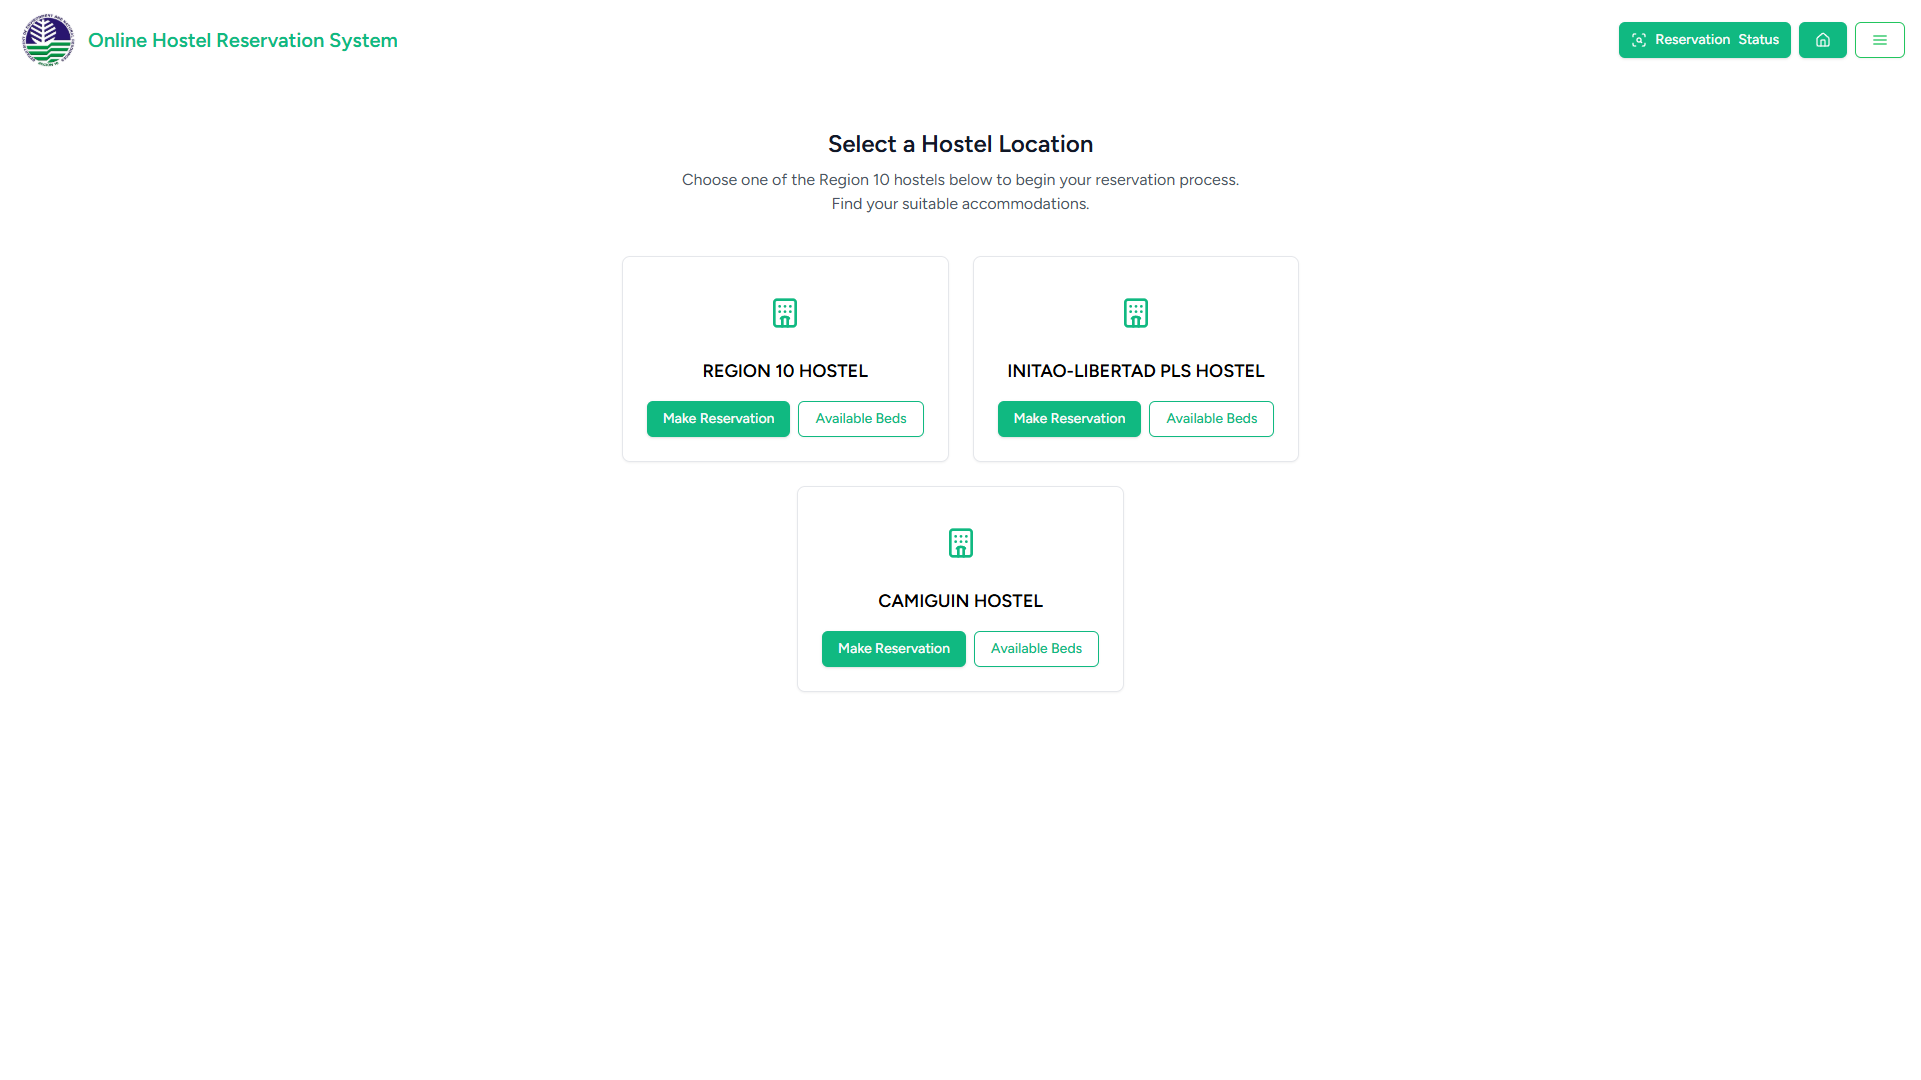 Online Hostel Reservation System
Reservation Status
Select a Hostel Location
Choose one of the Region 10 hostels below to begin your reservation process.
Find your suitable accommodations.
REGION 10 HOSTEL
Make Reservation
Available Beds
INITAO-LIBERTAD PLS HOSTEL
Make Reservation
Available Beds
CAMIGUIN HOSTEL
Make Reservation
Available Beds